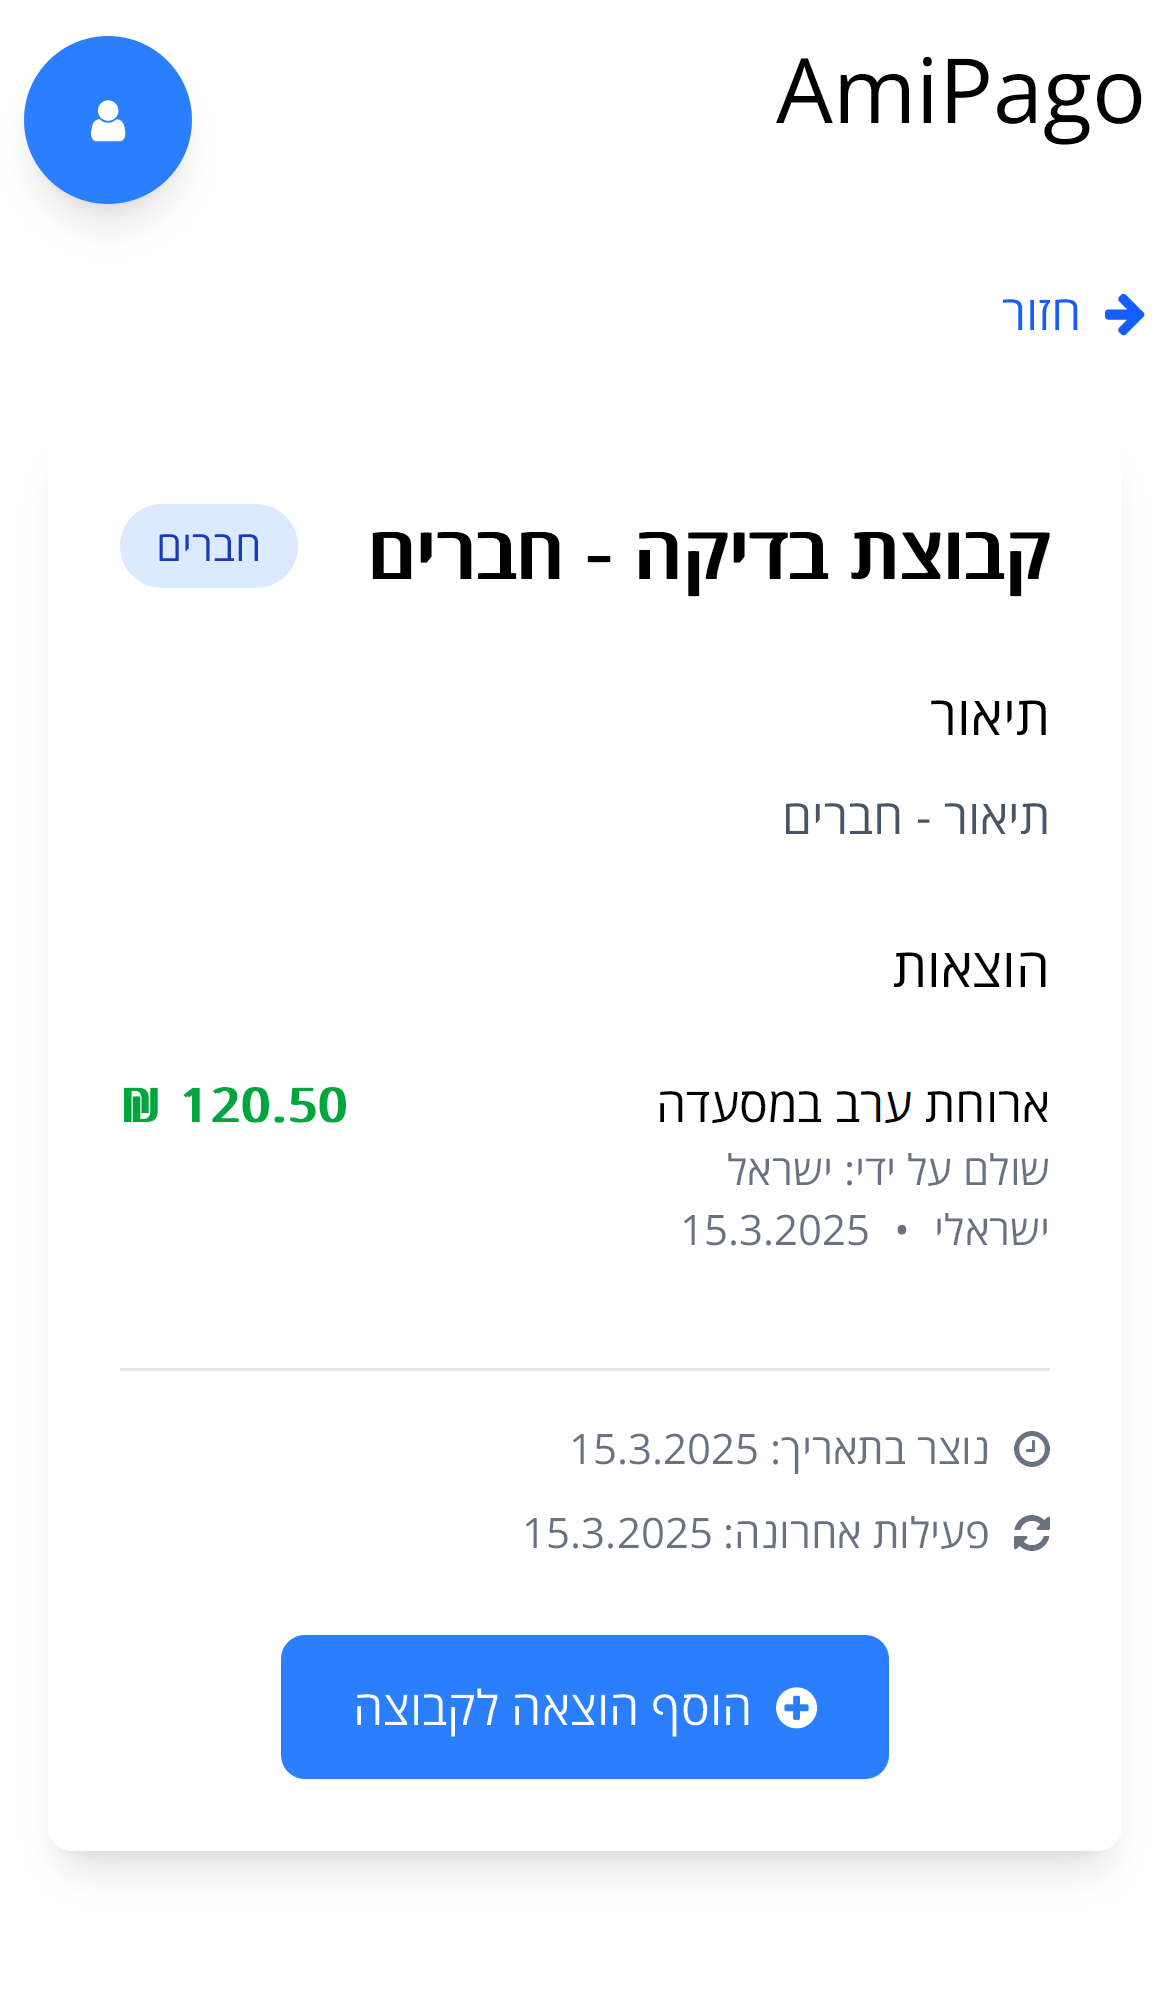 AmiPago
חזור
קבוצת בדיקה - חברים
חברים
תיאור
תיאור - חברים
הוצאות
ארוחת ערב במסעדה
120.50 ₪
שולם על ידי: ישראל
ישראלי • 15.3.2025
נוצר בתאריך: 15.3.2025
פעילות אחרונה: 15.3.2025
הוסף הוצאה לקבוצה